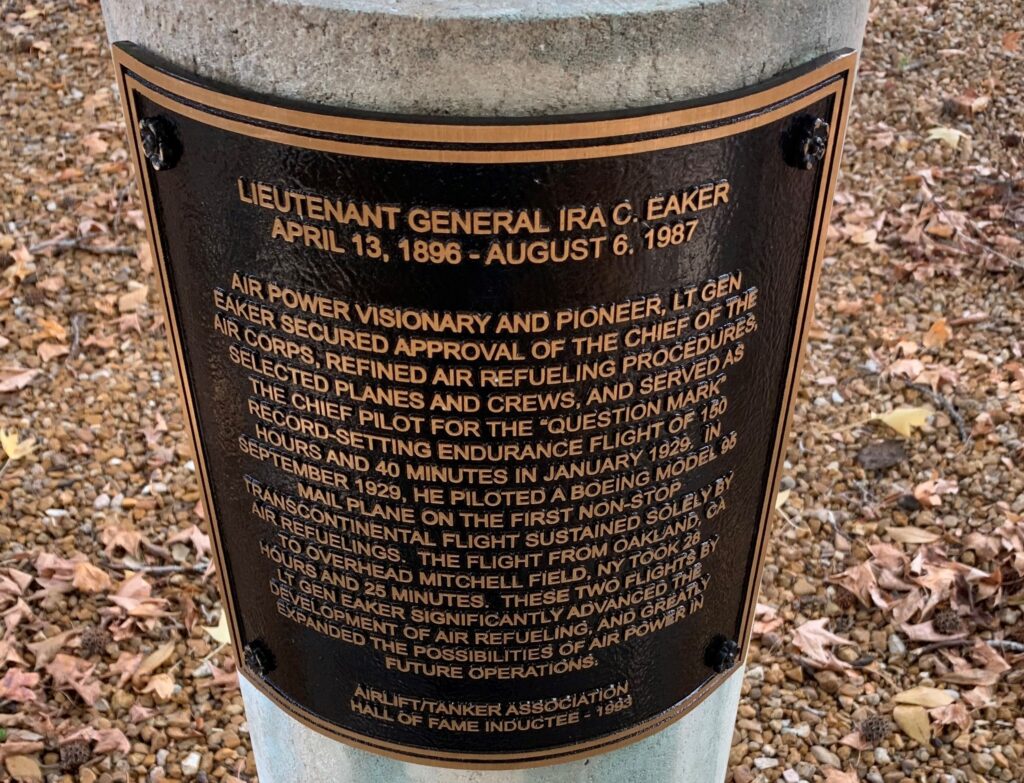 LIEUTENANT GENERAL IRA C. EAKER
APRIL 13, 1896 - AUGUST 6, 1987
AIR POWER VISIONARY AND PIONEER, LT GEN
EAKER SECURED APPROVAL OF THE CHIEF OF THE
AIR CORPS, REFINED AIR REFUELING PROCEDURES,
SELECTED PLANES AND CREWS, AND SERVED AS
THE CHIEF PILOT FOR THE "QUESTION MARK"
RECORD-SETTING ENDURANCE FLIGHT OF 150
HOURS AND 40 MINUTES IN JANUARY 1929. IN
SEPTEMBER 1929, HE PILOTED A BOEING MODEL 95
MAIL PLANE ON THE FIRST NON-STOP
TRANSCONTINENTAL FLIGHT SUSTAINED SOLELY BY
AIR REFUELINGS. THE FLIGHT FROM OAKLAND, CA
TO OVERHEAD MITCHELL FIELD, NY TOOK 28
HOURS AND 25 MINUTES. THESE TWO FLIGHTS BY
LT GEN EAKER SIGNIFICANTLY ADVANCED THE
DEVELOPMENT OF AIR REFUELING, AND GREATLY
EXPANDED THE POSSIBILITIES OF AIR POWER IN
FUTURE OPERATIONS.
AIRLIFT/TANKER ASSOCIATION
HALL OF FAME INDUCTEE - 1993